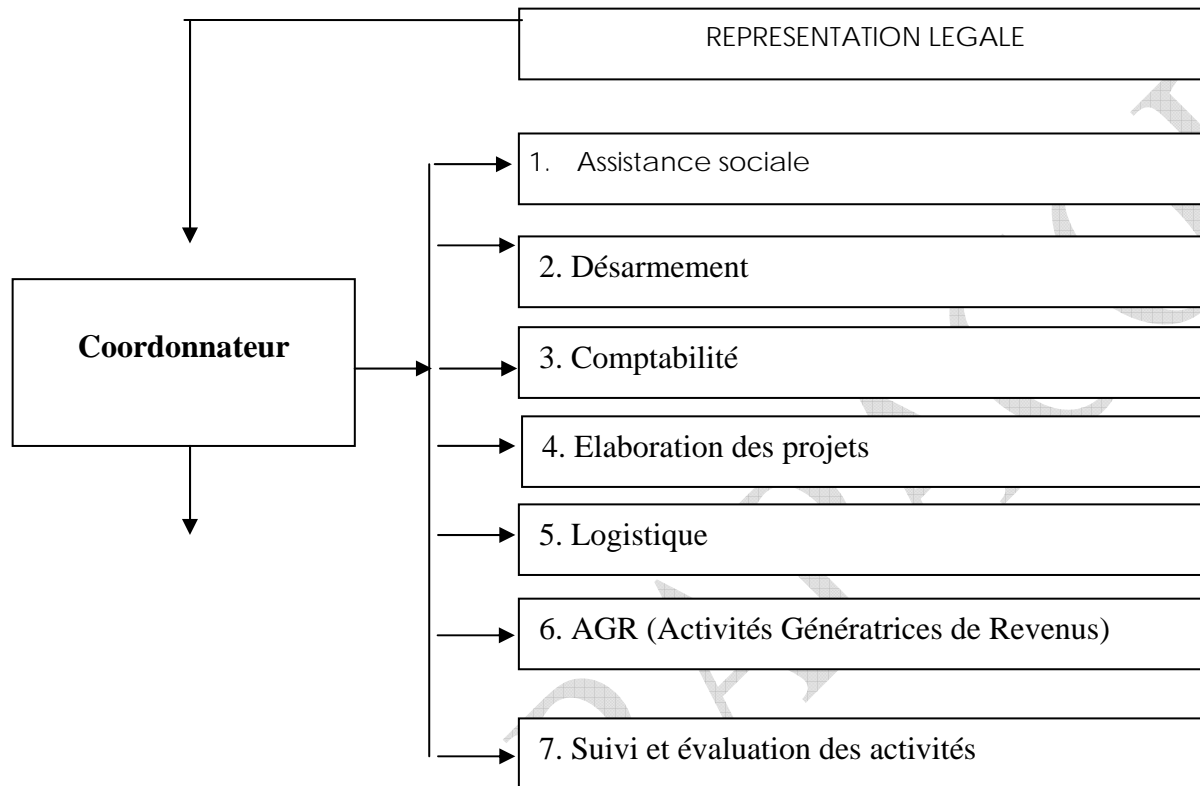 REPRESENTATION LEGALE
1. Assistance sociale
2. Désarmement
Coordonnateur
3. Comptabilité
4. Elaboration des projets
5. Logistique
6. AGR (Activités Génératrices de Revenus)
7. Suivi et évaluation des activités